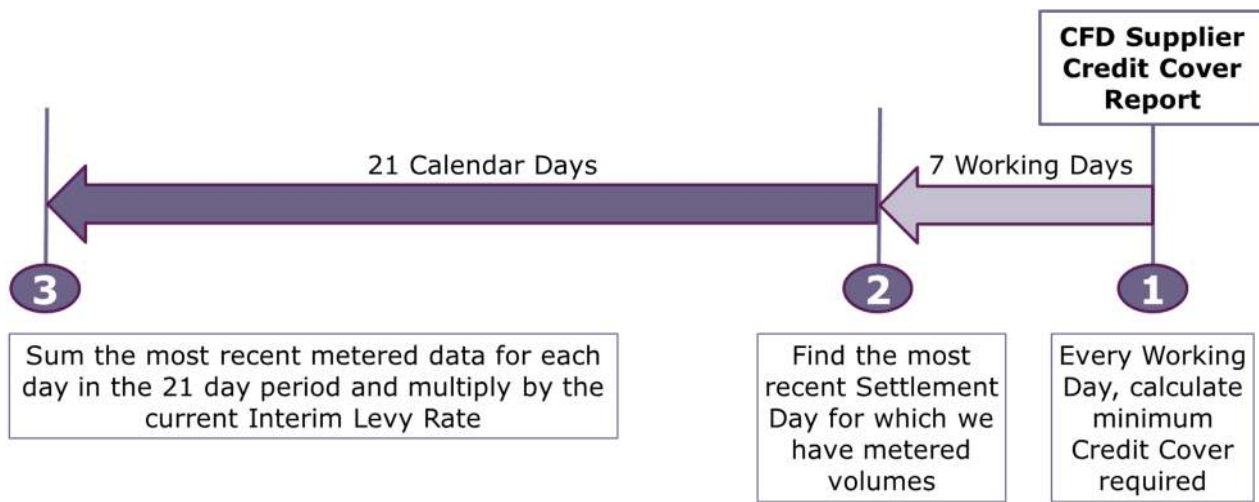 CFD Supplier
Credit Cover
Report
21 Calendar Days
7 Working Days
3
2
1
Sum the most recent metered data for each
day in the 21 day period and multiply by the
current Interim Levy Rate
Find the most
recent Settlement
Day for which we
have metered
volumes
Every Working
Day, calculate
minimum
Credit Cover
required